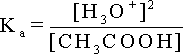 Kₐ = [H₃O⁺]² / [CH₃COOH]